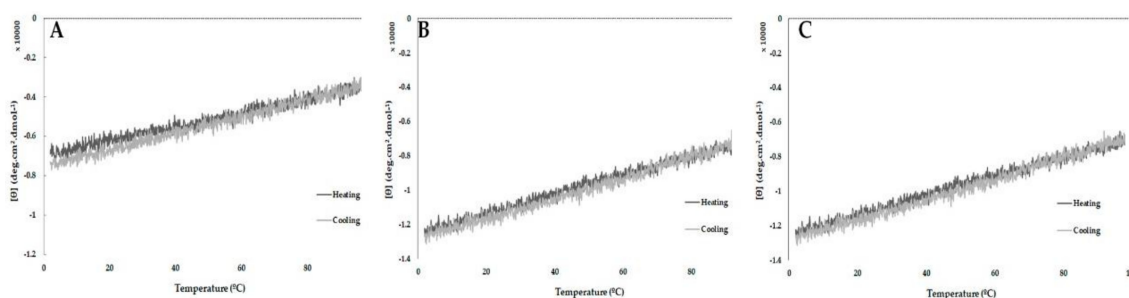 A
x 10000
[Θ] (deg.cm².dmol⁻¹)
0
-0.2
-0.4
-0.6
-0.8
-1
-1.2
0 20 40 60 80
Temperature (ºC)
Heating
Cooling
B
x 10000
[Θ] (deg.cm².dmol⁻¹)
0
-0.2
-0.4
-0.6
-0.8
-1
-1.2
-1.4
0 20 40 60 80
Temperature (ºC)
Heating
Cooling
C
x 10000
[Θ] (deg.cm².dmol⁻¹)
0
-0.2
-0.4
-0.6
-0.8
-1
-1.2
-1.4
0 20 40 60 80 1
Temperature (ºC)
Heating
Cooling